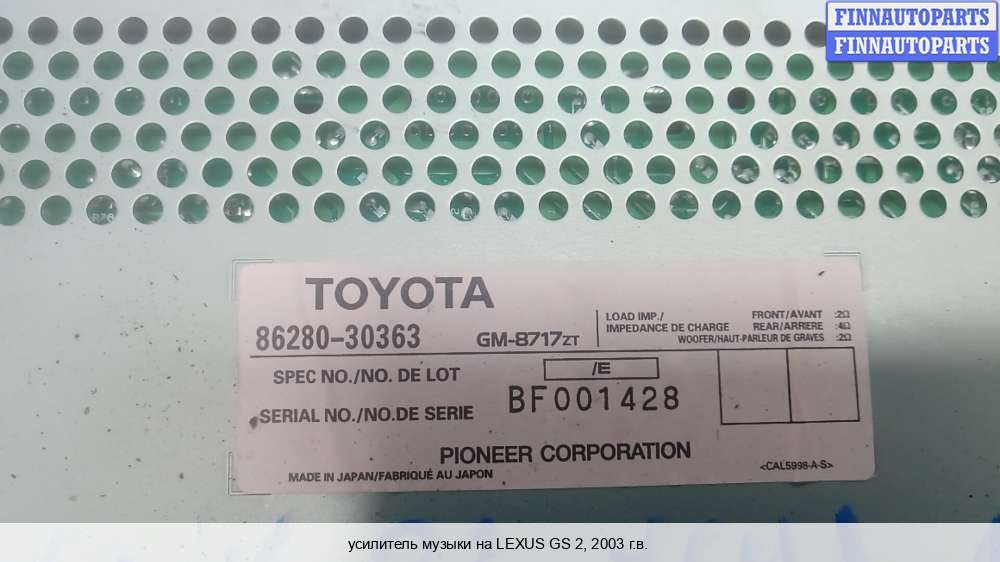 FINNAUTOPARTS
FINNAUTOPARTS
TOYOTA
86280-30363
GM-8717ZT
LOAD IMP./
IMPEDANCE DE CHARGE
FRONT/AVANT :2Ω
REAR/ARRIERE :4Ω
WOOFER/HAUT-PARLEUR DE GRAVES :2Ω
SPEC NO./NO. DE LOT
/E
SERIAL NO./NO.DE SERIE
BF001428
PIONEER CORPORATION
MADE IN JAPAN/FABRIQUÉ AU JAPON
<CAL5998-A-S>
усилитель музыки на LEXUS GS 2, 2003 г.в.